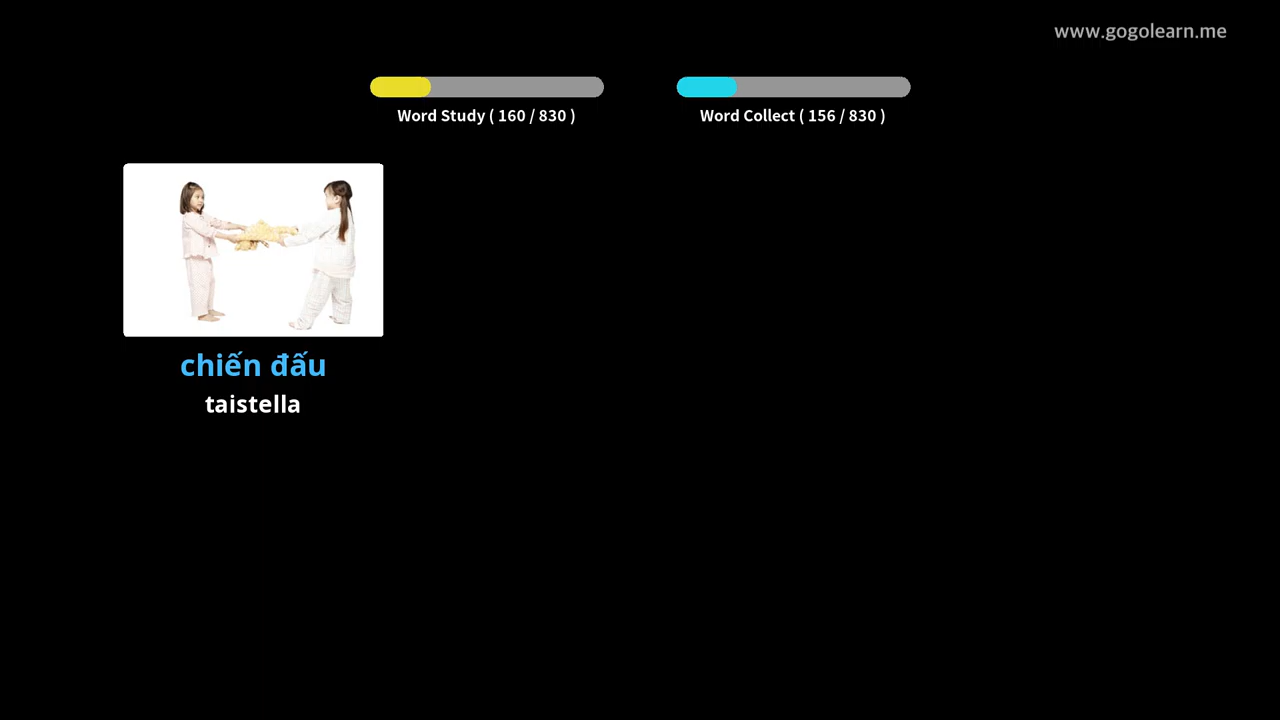 www.gogolearn.me
Word Study ( 160 / 830 )
Word Collect ( 156 / 830 )
chiến đấu
taistella